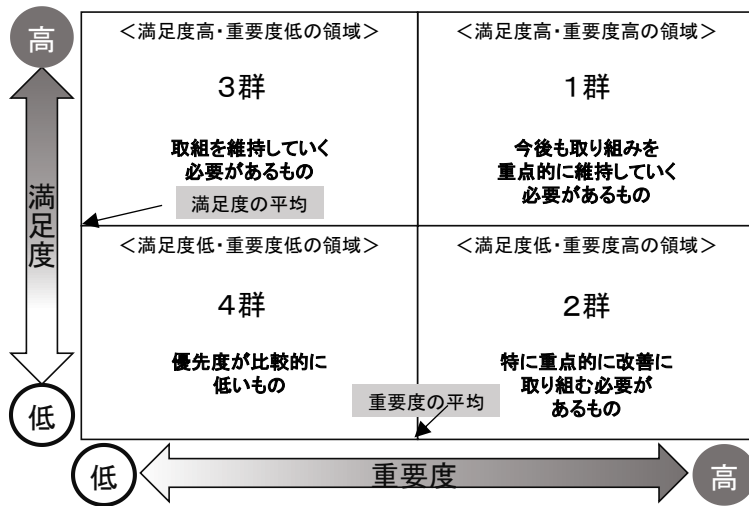 高
＜満足度高・重要度低の領域＞
３群
取組を維持していく
必要があるもの
＜満足度高・重要度高の領域＞
１群
今後も取り組みを
重点的に維持していく
必要があるもの
満足度
満足度の平均
＜満足度低・重要度低の領域＞
４群
優先度が比較的に
低いもの
＜満足度低・重要度高の領域＞
２群
特に重点的に改善に
取り組む必要が
あるもの
重要度の平均
低
低
重要度
高